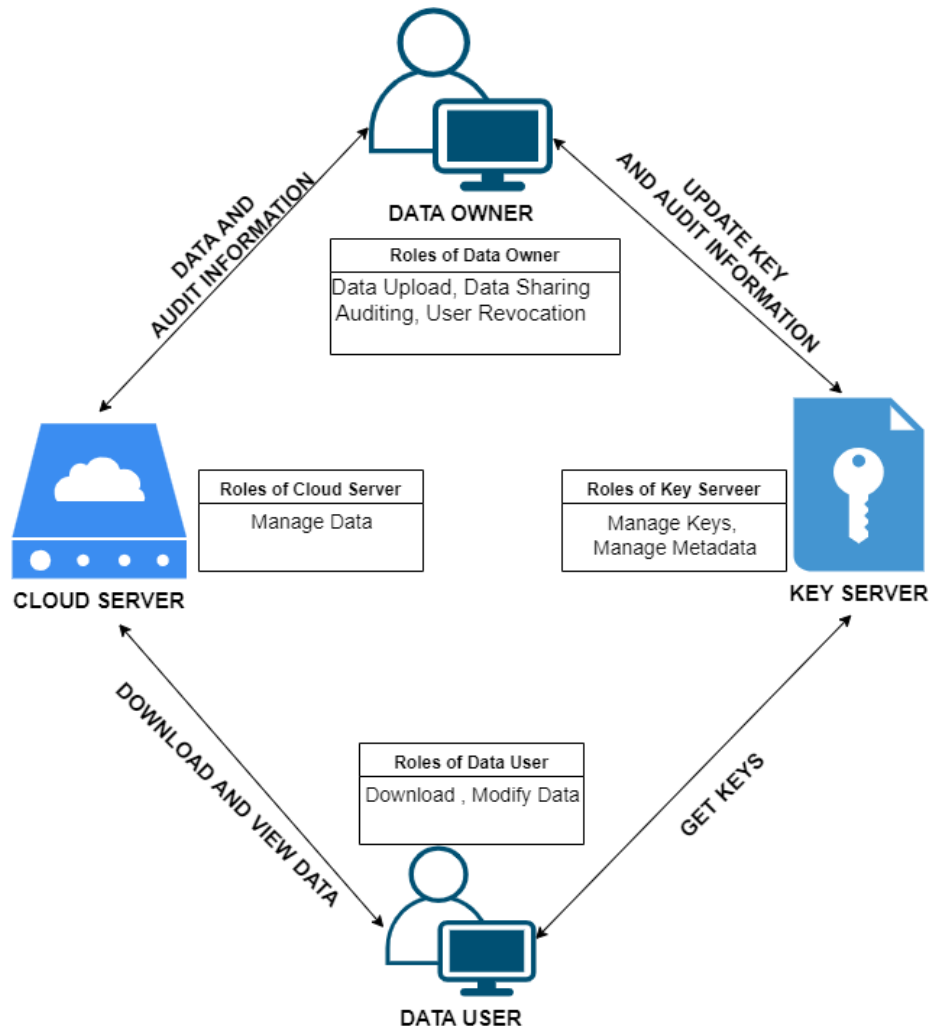 DATA OWNER
DATA AND
AUDIT INFORMATION
UPDATE KEY
AND AUDIT INFORMATION
Roles of Data Owner
Data Upload, Data Sharing
Auditing, User Revocation
Roles of Cloud Server
Manage Data
Roles of Key Serveer
Manage Keys,
Manage Metadata
CLOUD SERVER
KEY SERVER
DOWNLOAD AND VIEW DATA
GET KEYS
Roles of Data User
Download , Modify Data
DATA USER